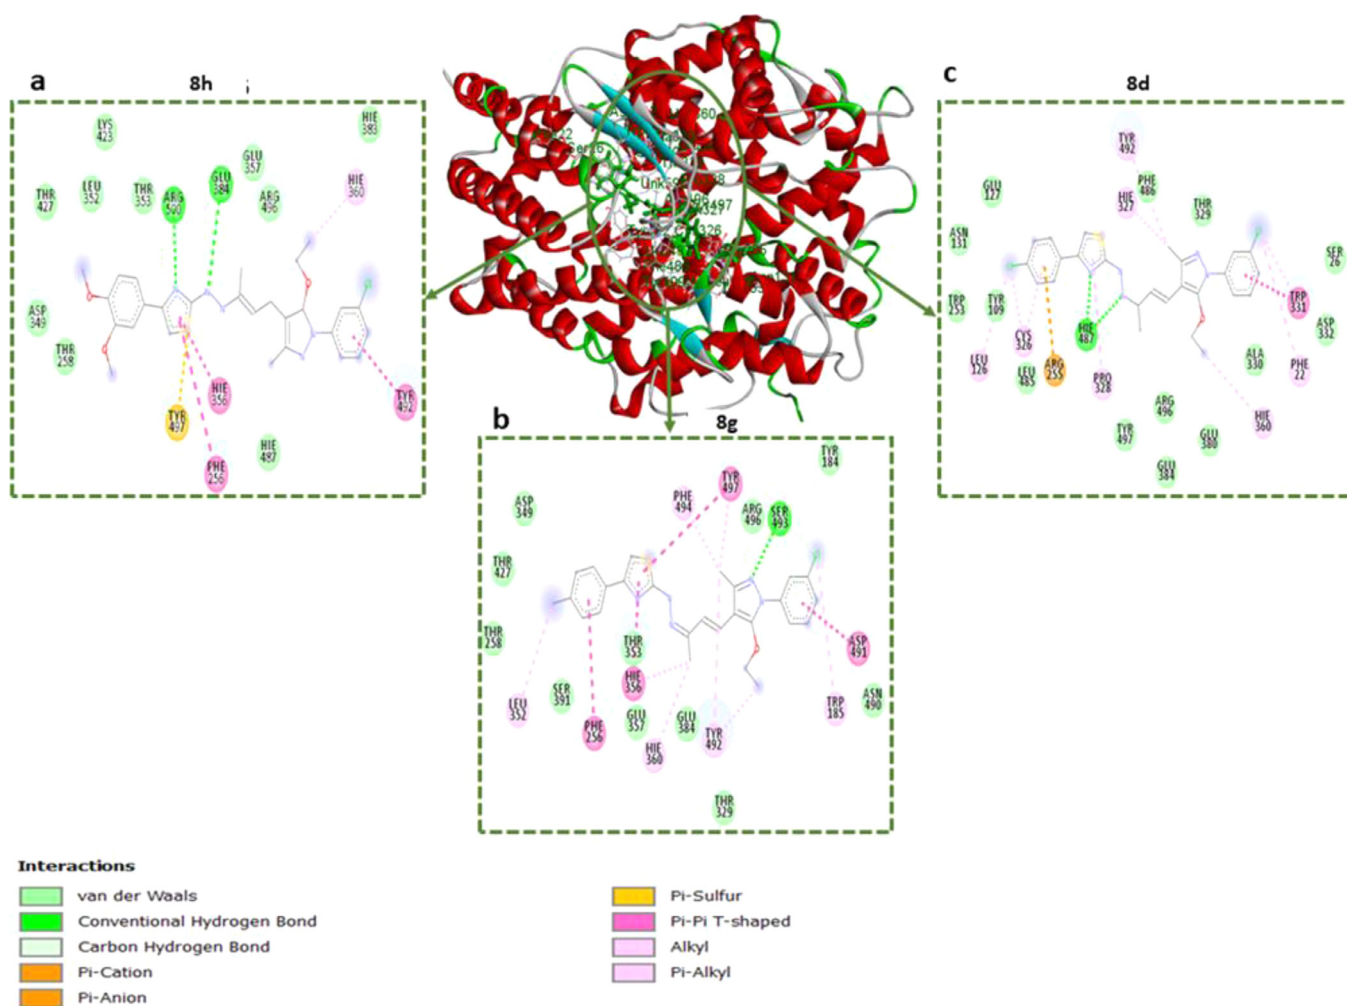 a
8h
;
LYS
423
HIE
383
GLU
357
GLU
384
HIE
360
THR
427
LEU
352
THR
353
ARG
500
ARG
496
ASP
349
THR
258
HIE
356
TYR
492
TYR
497
PHE
256
HIE
487
c
8d
TYR
492
GLU
127
PHE
486
HIE
327
THR
329
ASN
131
SER
26
TRP
253
TYR
109
TRP
331
CYS
326
HIE
487
ASP
332
LEU
126
LEU
485
ARG
255
PRO
328
ALA
330
PHE
22
ARG
496
HIE
360
TYR
497
GLU
380
GLU
384
b
8g
TYR
184
PHE
494
TYR
497
ASP
349
ARG
496
SER
493
THR
427
THR
258
THR
353
ASP
491
HIE
356
LEU
352
SER
391
GLU
357
GLU
384
TRP
185
ASN
490
PHE
256
HIE
360
TYR
492
THR
329
Interactions
van der Waals
Conventional Hydrogen Bond
Carbon Hydrogen Bond
Pi-Cation
Pi-Anion
Pi-Sulfur
Pi-Pi T-shaped
Alkyl
Pi-Alkyl